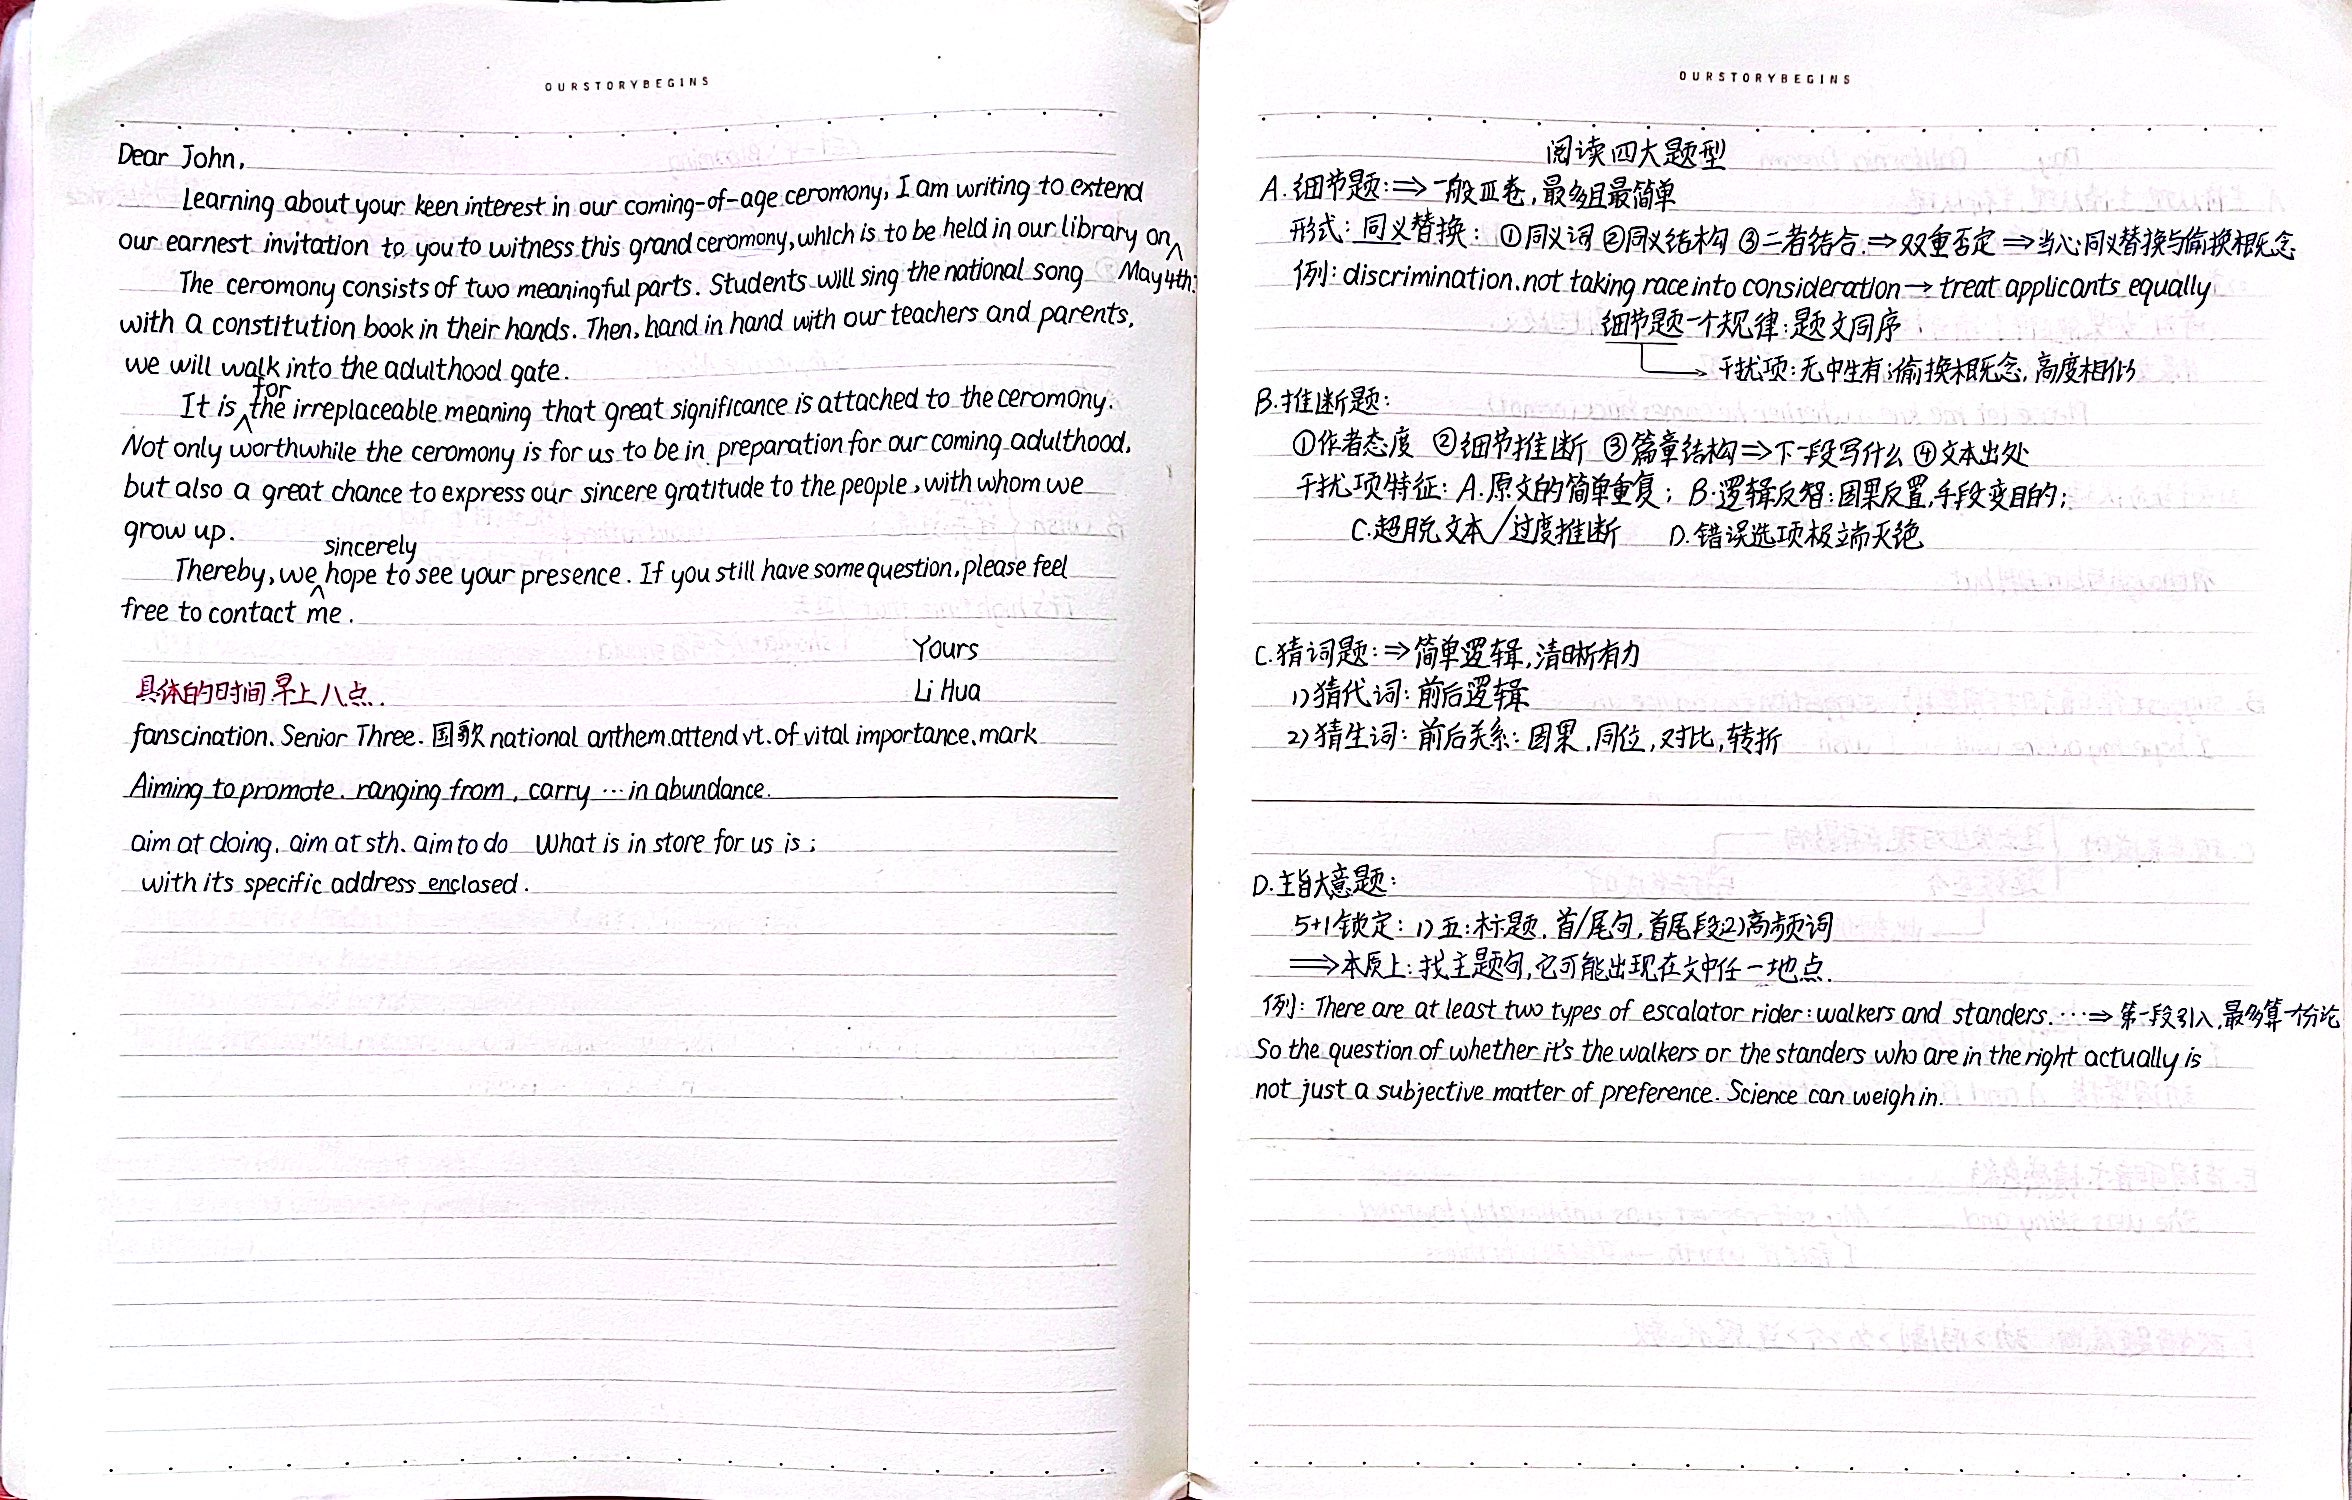 OURSTORYBEGINS
Dear John,
Learning about your keen interest in our coming-of-age ceromony, I am writing to extend
our earnest invitation to you to witness this grand ceromony, which is to be held in our library on
May 4th.
The ceromony consists of two meaningful parts. Students will sing the national song
with a constitution book in their hands. Then, hand in hand with our teachers and parents,
we will walk into the adulthood gate.
for
It is the irreplaceable meaning that great significance is attached to the ceromony.
Not only worthwhile the ceromony is for us to be in preparation for our coming adulthood,
but also a great chance to express our sincere gratitude to the people, with whom we
grow up.
sincerely
Thereby, we hope to see your presence. If you still have some question, please feel
free to contact me.
Yours
Li Hua
具体的时间 早上八点.
fanscination. Senior Three. 国歌 national anthem. attend vt. of vital importance. mark
Aiming to promote. ranging from, carry … in abundance.
aim at doing. aim at sth. aim to do What is in store for us is :
with its specific address enclosed.
OURSTORYBEGINS
阅读四大题型
A. 细节题: ⇒ 一般Ⅲ卷, 最多且最简单
形式: 同义替换: ①同义词 ②同义结构 ③二者结合 ⇒ 双重否定 ⇒ 当心:同义替换与偷换概念
例: discrimination. not taking race into consideration → treat applicants equally
细节题一个规律: 题文同序
干扰项: 无中生有; 偷换概念, 高度相似
B. 推断题:
①作者态度 ②细节推断 ③篇章结构 ⇒ 下一段写什么 ④文本出处
干扰项特征: A. 原文的简单重复; B. 逻辑反智: 因果反置, 手段变目的;
C. 超脱文本/过度推断 D. 错误选项极端灭绝
C. 猜词题: ⇒ 简单逻辑, 清晰有力
1) 猜代词: 前后逻辑
2) 猜生词: 前后关系: 因果, 同位, 对比, 转折
D. 主旨大意题:
5+1锁定: 1) 五: 标题, 首/尾句, 首尾段 2) 高频词
⇒ 本质上: 找主题句, 它可能出现在文中任一地点.
例: There are at least two types of escalator rider: walkers and standers. … ⇒ 第一段引入, 最多算一个分论
So the question of whether it's the walkers or the standers who are in the right actually is
not just a subjective matter of preference. Science can weigh in.